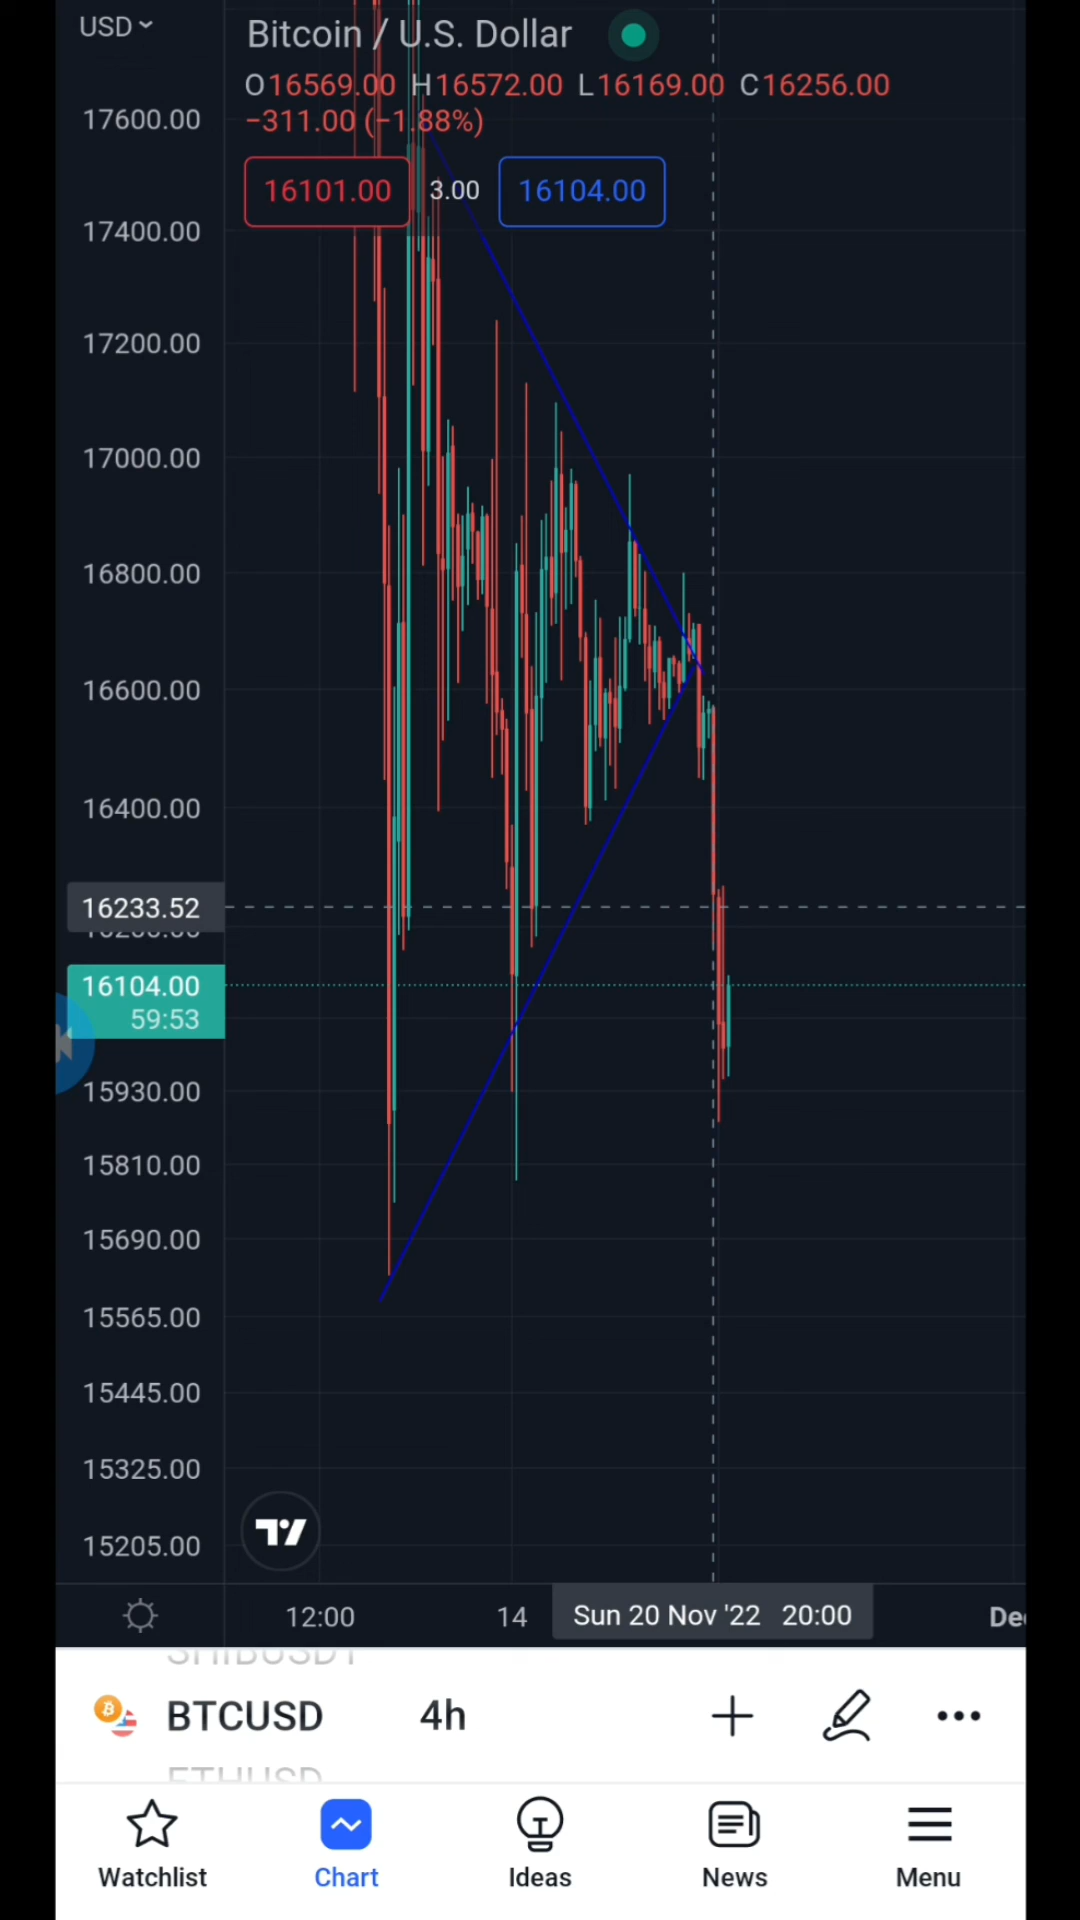 USD
Bitcoin / U.S. Dollar
O16569.00 H16572.00 L16169.00 C16256.00
−311.00 (−1.88%)
16101.00 3.00 16104.00
17600.00
17400.00
17200.00
17000.00
16800.00
16600.00
16400.00
16233.52
16104.00
59:53
15930.00
15810.00
15690.00
15565.00
15445.00
15325.00
15205.00
12:00 14 Sun 20 Nov '22 20:00
SHIBUSDT
BTCUSD 4h
ETHUSD
Watchlist Chart Ideas News Menu